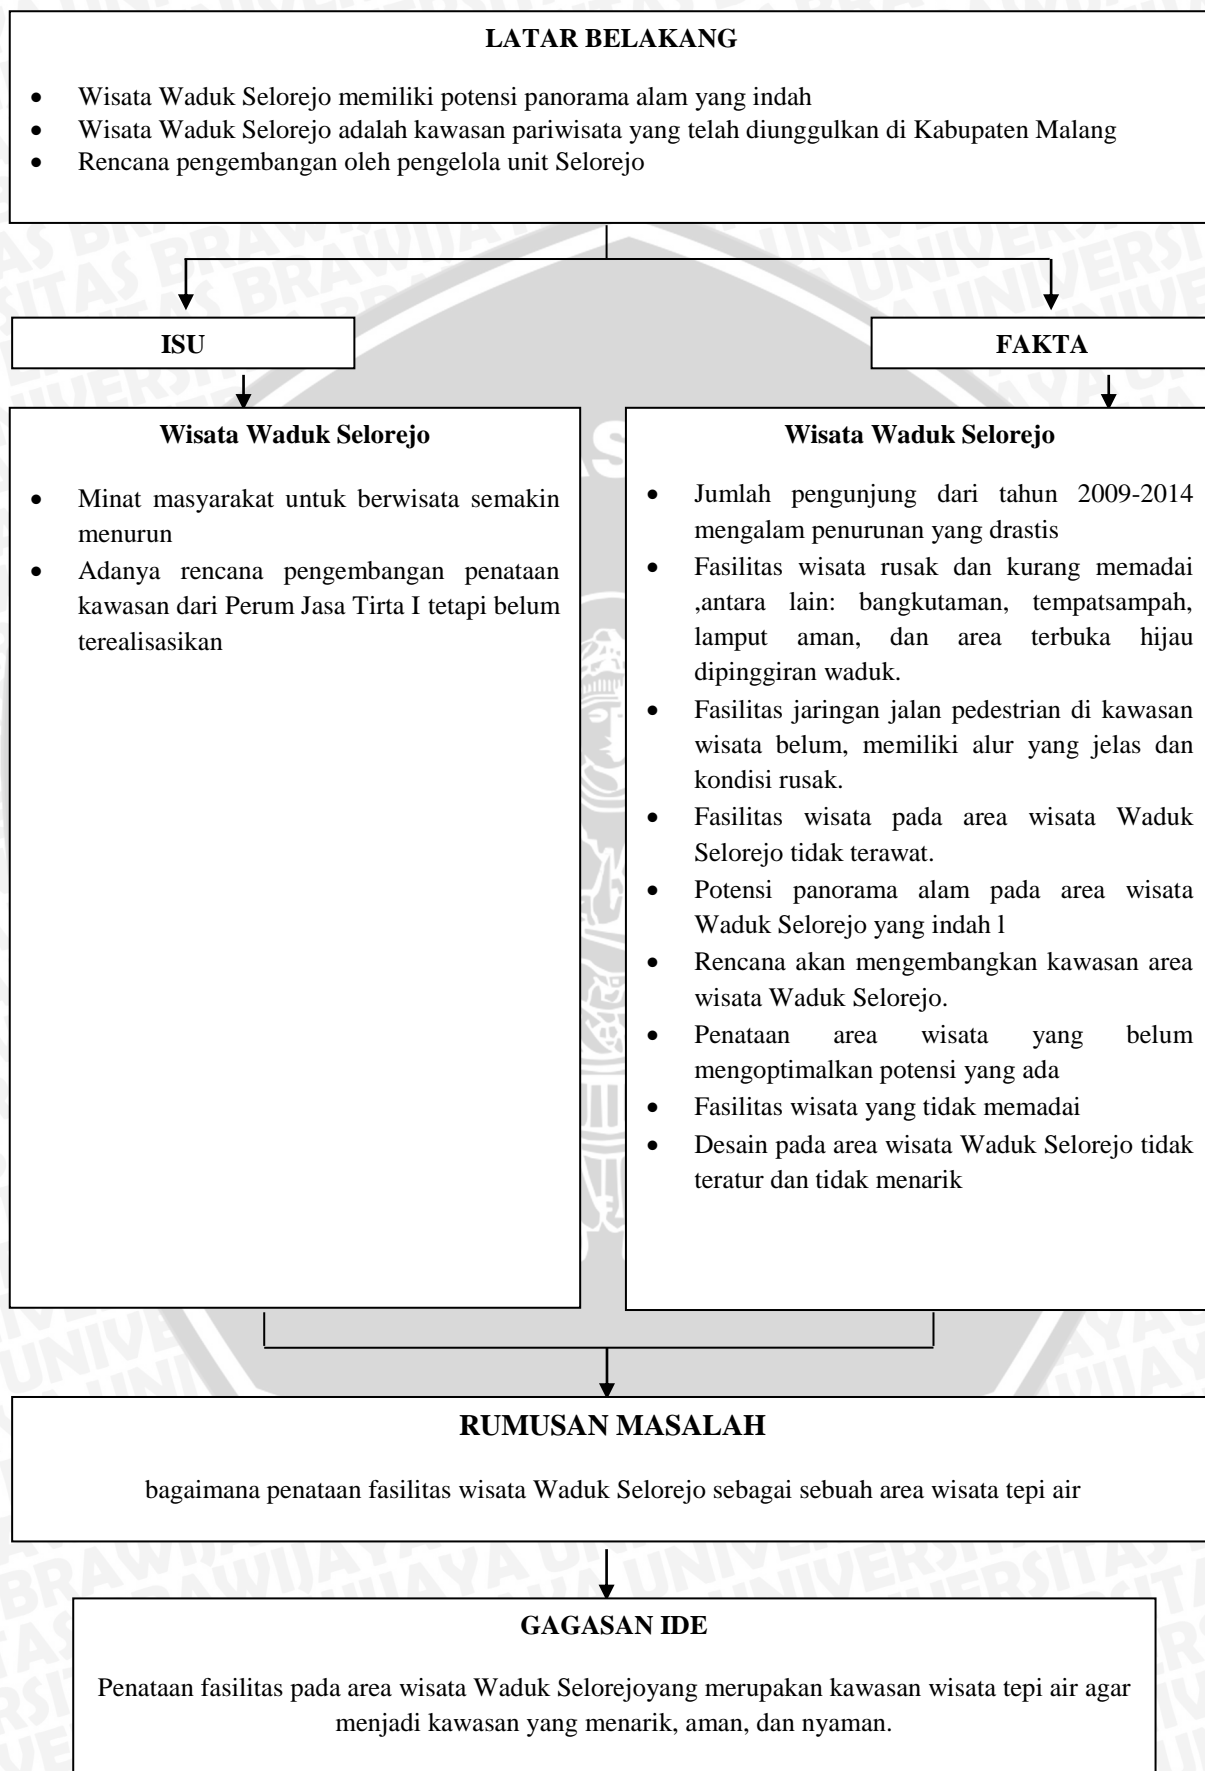 LATAR BELAKANG
• Wisata Waduk Selorejo memiliki potensi panorama alam yang indah
• Wisata Waduk Selorejo adalah kawasan pariwisata yang telah diunggulkan di Kabupaten Malang
• Rencana pengembangan oleh pengelola unit Selorejo
ISU
FAKTA
Wisata Waduk Selorejo
• Minat masyarakat untuk berwisata semakin
menurun
• Adanya rencana pengembangan penataan
kawasan dari Perum Jasa Tirta I tetapi belum
terealisasikan
Wisata Waduk Selorejo
• Jumlah pengunjung dari tahun 2009-2014
mengalam penurunan yang drastis
• Fasilitas wisata rusak dan kurang memadai
,antara lain: bangkutaman, tempatsampah,
lamput aman, dan area terbuka hijau
dipinggiran waduk.
• Fasilitas jaringan jalan pedestrian di kawasan
wisata belum, memiliki alur yang jelas dan
kondisi rusak.
• Fasilitas wisata pada area wisata Waduk
Selorejo tidak terawat.
• Potensi panorama alam pada area wisata
Waduk Selorejo yang indah l
• Rencana akan mengembangkan kawasan area
wisata Waduk Selorejo.
• Penataan area wisata yang belum
mengoptimalkan potensi yang ada
• Fasilitas wisata yang tidak memadai
• Desain pada area wisata Waduk Selorejo tidak
teratur dan tidak menarik
RUMUSAN MASALAH
bagaimana penataan fasilitas wisata Waduk Selorejo sebagai sebuah area wisata tepi air
GAGASAN IDE
Penataan fasilitas pada area wisata Waduk Selorejoyang merupakan kawasan wisata tepi air agar
menjadi kawasan yang menarik, aman, dan nyaman.